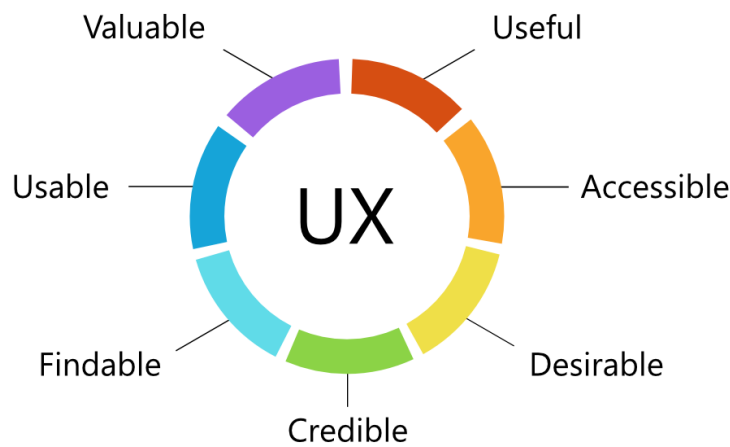 Valuable
Useful
Usable
UX
Accessible
Findable
Desirable
Credible